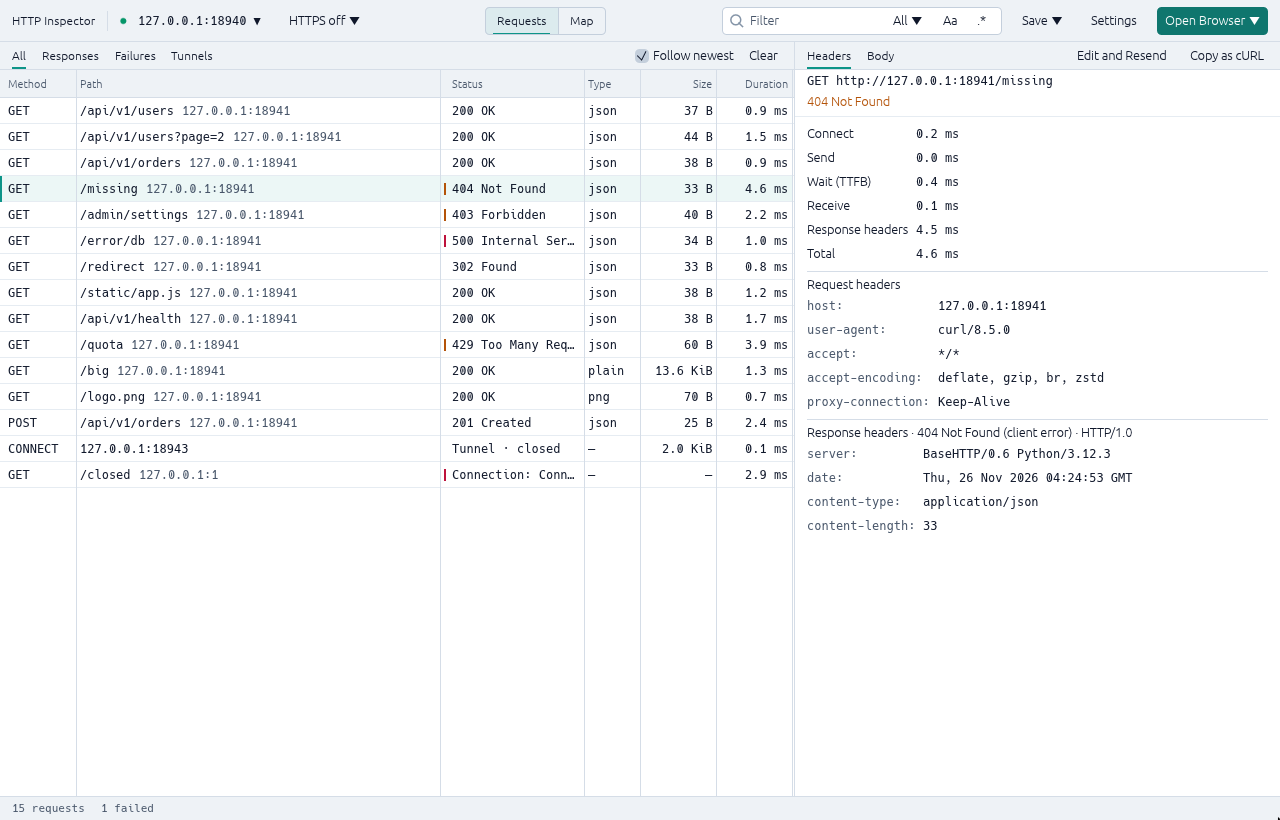 HTTP Inspector 127.0.0.1:18940 ▼ HTTPS off ▼ Requests Map Filter All ▼ Aa .* Save ▼ Settings Open Browser ▼
All Responses Failures Tunnels Follow newest Clear Headers Body Edit and Resend Copy as cURL
Method Path Status Type Size Duration
GET /api/v1/users 127.0.0.1:18941 200 OK json 37 B 0.9 ms
GET /api/v1/users?page=2 127.0.0.1:18941 200 OK json 44 B 1.5 ms
GET /api/v1/orders 127.0.0.1:18941 200 OK json 38 B 0.9 ms
GET /missing 127.0.0.1:18941 404 Not Found json 33 B 4.6 ms
GET /admin/settings 127.0.0.1:18941 403 Forbidden json 40 B 2.2 ms
GET /error/db 127.0.0.1:18941 500 Internal Ser… json 34 B 1.0 ms
GET /redirect 127.0.0.1:18941 302 Found json 33 B 0.8 ms
GET /static/app.js 127.0.0.1:18941 200 OK json 38 B 1.2 ms
GET /api/v1/health 127.0.0.1:18941 200 OK json 38 B 1.7 ms
GET /quota 127.0.0.1:18941 429 Too Many Req… json 60 B 3.9 ms
GET /big 127.0.0.1:18941 200 OK plain 13.6 KiB 1.3 ms
GET /logo.png 127.0.0.1:18941 200 OK png 70 B 0.7 ms
POST /api/v1/orders 127.0.0.1:18941 201 Created json 25 B 2.4 ms
CONNECT 127.0.0.1:18943 Tunnel · closed — 2.0 KiB 0.1 ms
GET /closed 127.0.0.1:1 Connection: Conn… — — 2.9 ms
GET http://127.0.0.1:18941/missing
404 Not Found
Connect 0.2 ms
Send 0.0 ms
Wait (TTFB) 0.4 ms
Receive 0.1 ms
Response headers 4.5 ms
Total 4.6 ms
Request headers
host: 127.0.0.1:18941
user-agent: curl/8.5.0
accept: */*
accept-encoding: deflate, gzip, br, zstd
proxy-connection: Keep-Alive
Response headers · 404 Not Found (client error) · HTTP/1.0
server: BaseHTTP/0.6 Python/3.12.3
date: Thu, 26 Nov 2026 04:24:53 GMT
content-type: application/json
content-length: 33
15 requests 1 failed